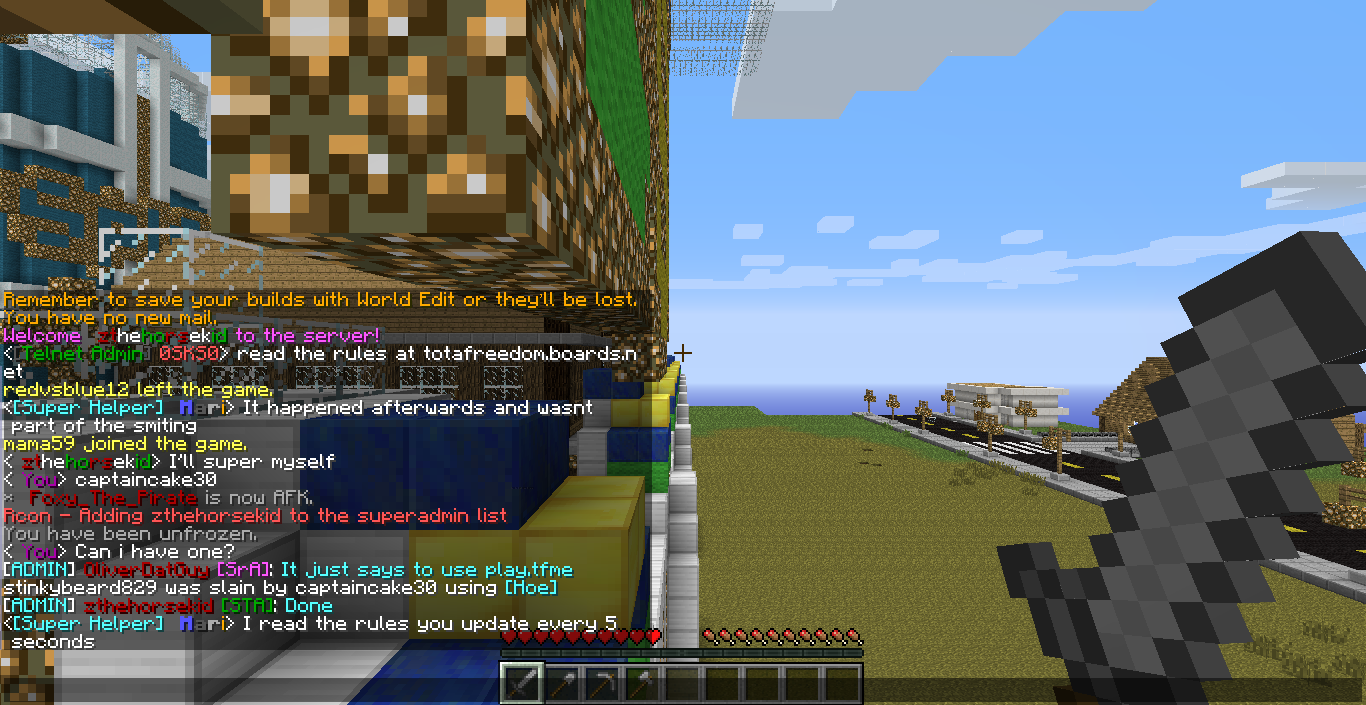 Remember to save your builds with World Edit or they'll be lost.
You have no new mail.
Welcome zthehorsekid to the server!
<[Telnet Admin] OSK50> read the rules at totafreedom.boards.n
et
redvsblue12 left the game.
<[Super Helper] Mari> It happened afterwards and wasnt
part of the smiting
mama59 joined the game.
< zthehorsekid> I'll super myself
< You> captaincake30
* Foxy_The_Pirate is now AFK.
Rcon - Adding zthehorsekid to the superadmin list
You have been unfrozen.
< You> Can i have one?
[ADMIN] OliverDatGuy [SrA]: It just says to use play.tfme
stinkybeard829 was slain by captaincake30 using [Hoe]
[ADMIN] zthehorsekid [STA]: Done
<[Super Helper] Mari> I read the rules you update every 5
seconds